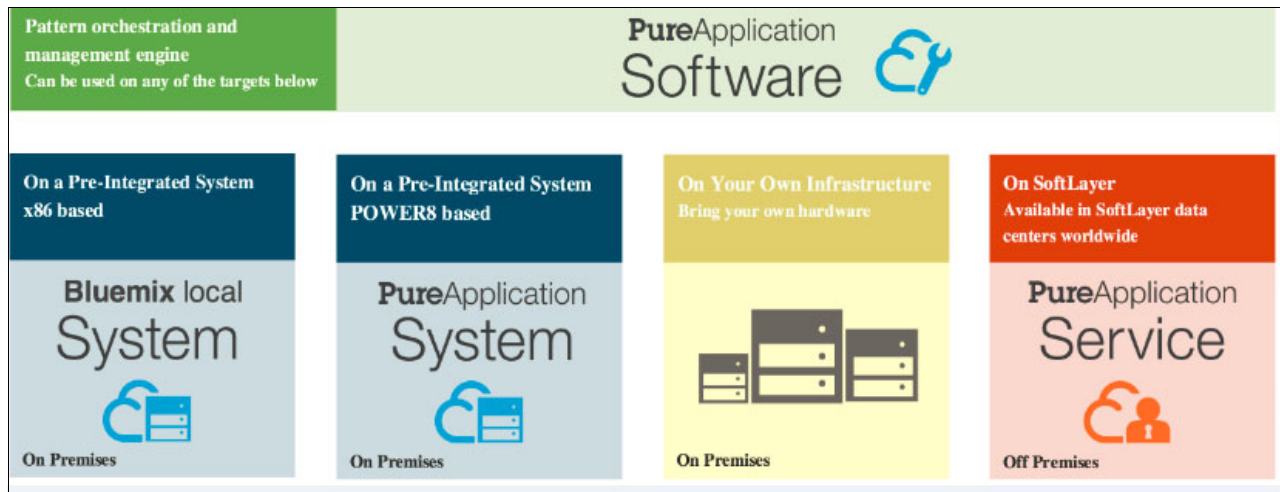 Pattern orchestration and
management engine
Can be used on any of the targets below
PureApplication
Software
On a Pre-Integrated System
x86 based
Bluemix local
System
On Premises
On a Pre-Integrated System
POWER8 based
PureApplication
System
On Premises
On Your Own Infrastructure
Bring your own hardware
On Premises
On SoftLayer
Available in SoftLayer data
centers worldwide
PureApplication
Service
Off Premises